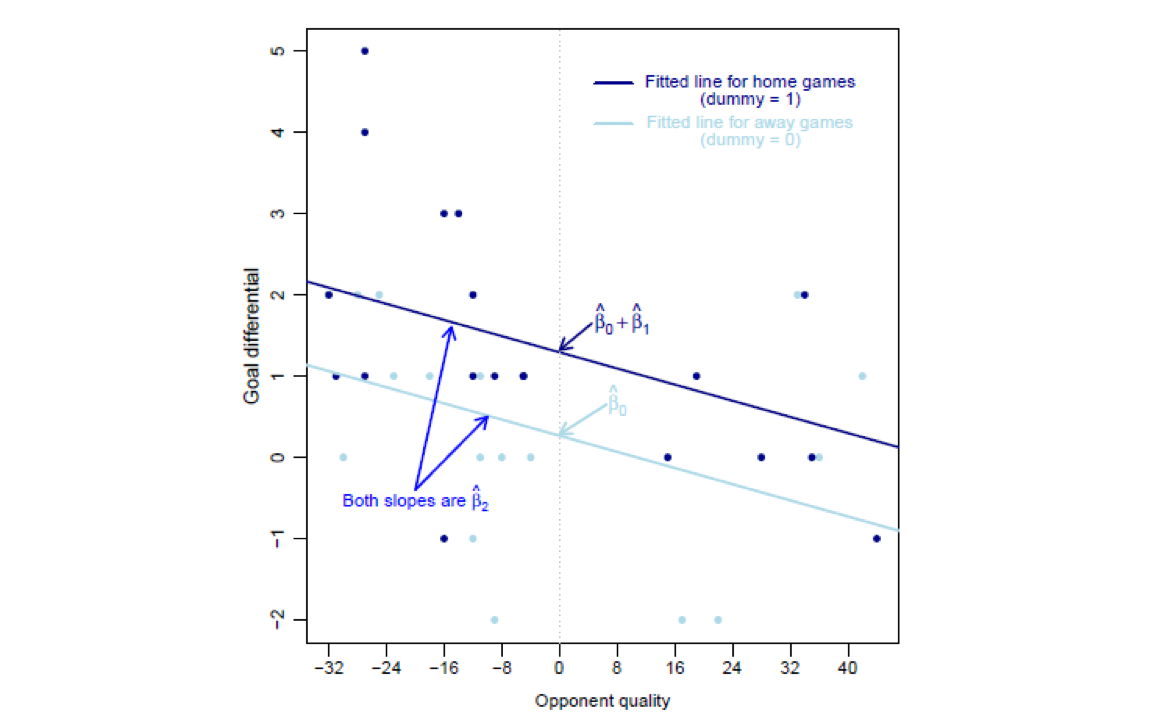 5
4
3
2
1
0
−1
−2
Goal differential
Fitted line for home games
(dummy = 1)
Fitted line for away games
(dummy = 0)
β̂₀ + β̂₁
β̂₀
Both slopes are β̂₂
−32 −24 −16 −8 0 8 16 24 32 40
Opponent quality